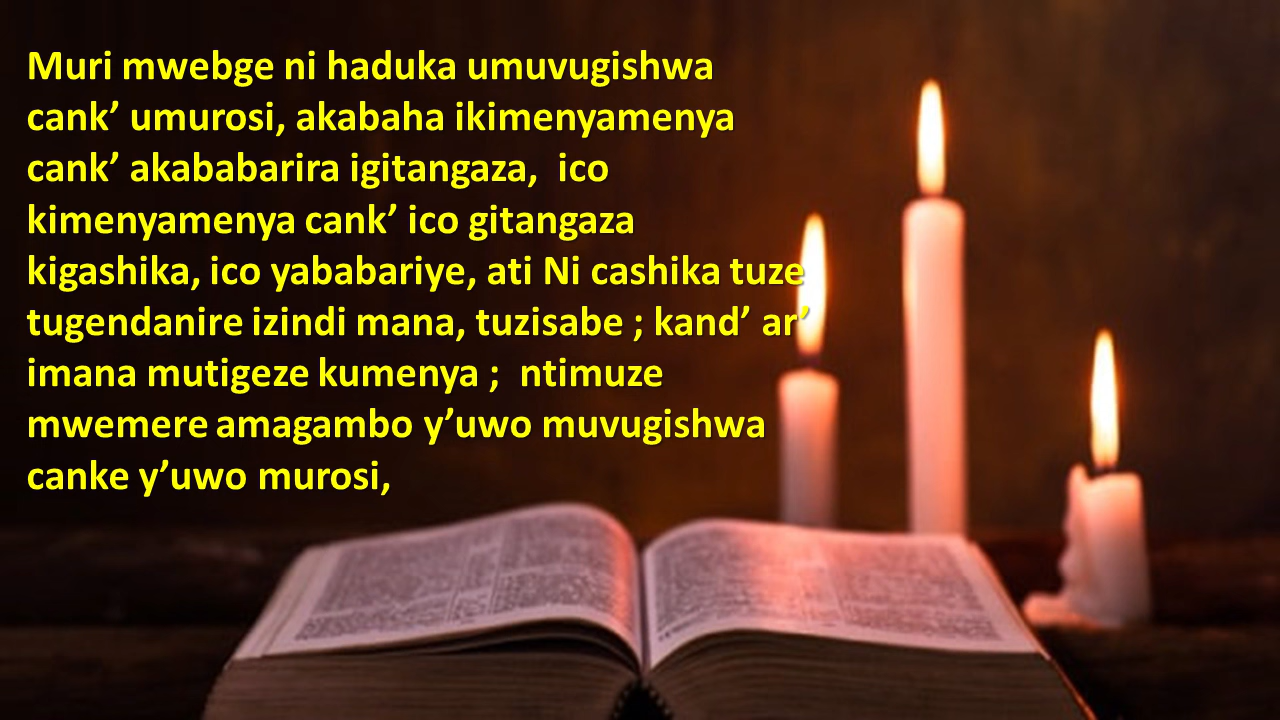 Muri mwebge ni haduka umuvugishwa
cank’ umurosi, akabaha ikimenyamenya
cank’ akababarira igitangaza,  ico
kimenyamenya cank’ ico gitangaza
kigashika, ico yababariye, ati Ni cashika tuze
tugendanire izindi mana, tuzisabe ; kand’ ar’
imana mutigeze kumenya ;  ntimuze
mwemere amagambo y’uwo muvugishwa
canke y’uwo murosi,